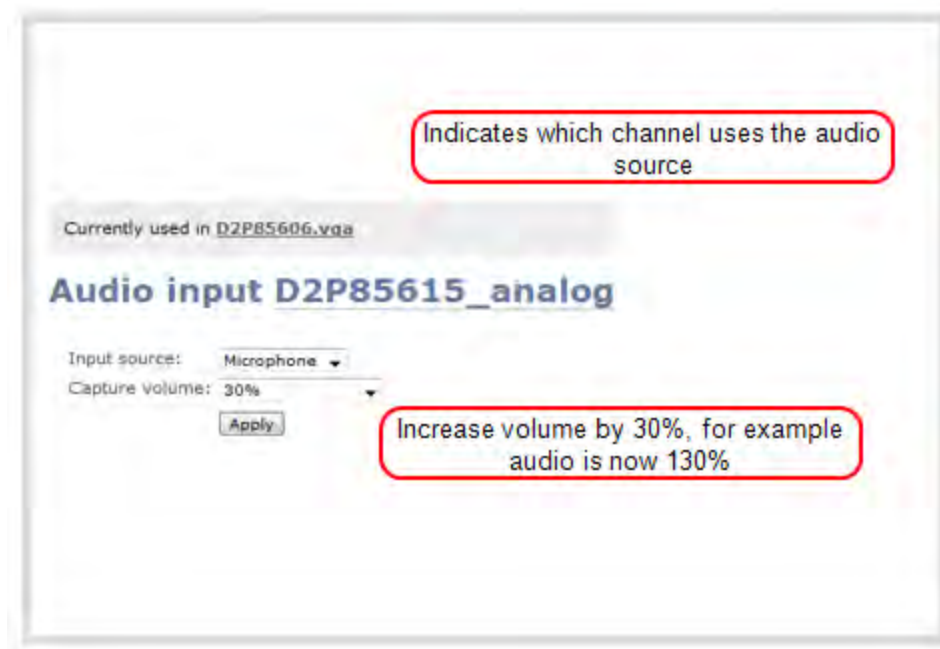 Indicates which channel uses the audio
source
Currently used in D2P85606.vga
Audio input D2P85615_analog
Input source: Microphone
Capture volume: 30%
Apply
Increase volume by 30%, for example
audio is now 130%